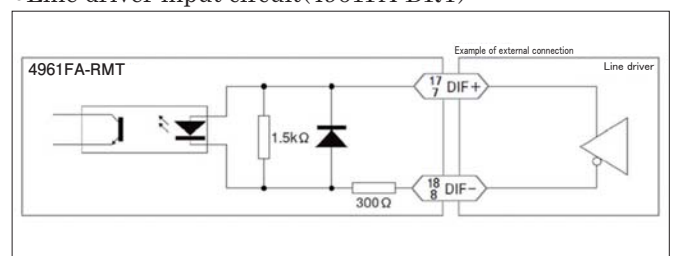 Example of external connection
4961FA-RMT
Line driver
17
7
DIF+
1.5kΩ
18
8
DIF−
300Ω